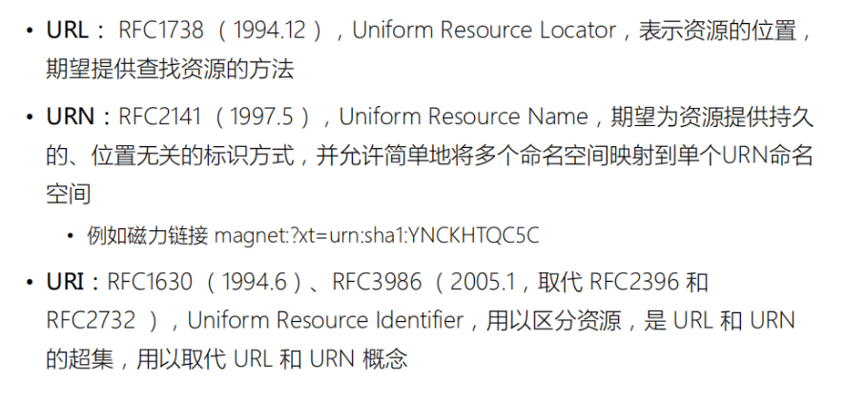 • URL： RFC1738 （1994.12），Uniform Resource Locator，表示资源的位置，
期望提供查找资源的方法
• URN：RFC2141 （1997.5），Uniform Resource Name，期望为资源提供持久
的、位置无关的标识方式，并允许简单地将多个命名空间映射到单个URN命名
空间
• 例如磁力链接 magnet:?xt=urn:sha1:YNCKHTQC5C
• URI：RFC1630 （1994.6）、RFC3986 （2005.1，取代 RFC2396 和
RFC2732 ），Uniform Resource Identifier，用以区分资源，是 URL 和 URN
的超集，用以取代 URL 和 URN 概念